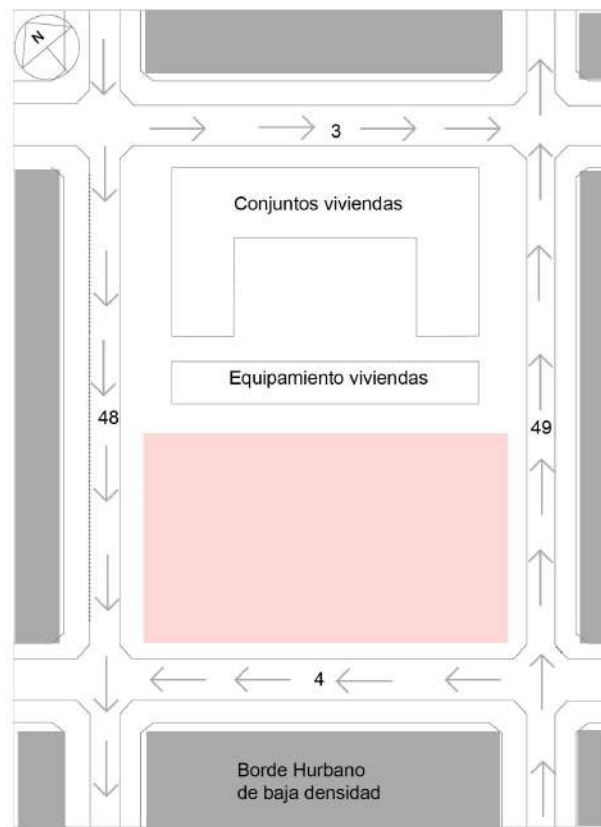 N
3
Conjuntos viviendas
Equipamiento viviendas
48
49
4
Borde Hurbano
de baja densidad